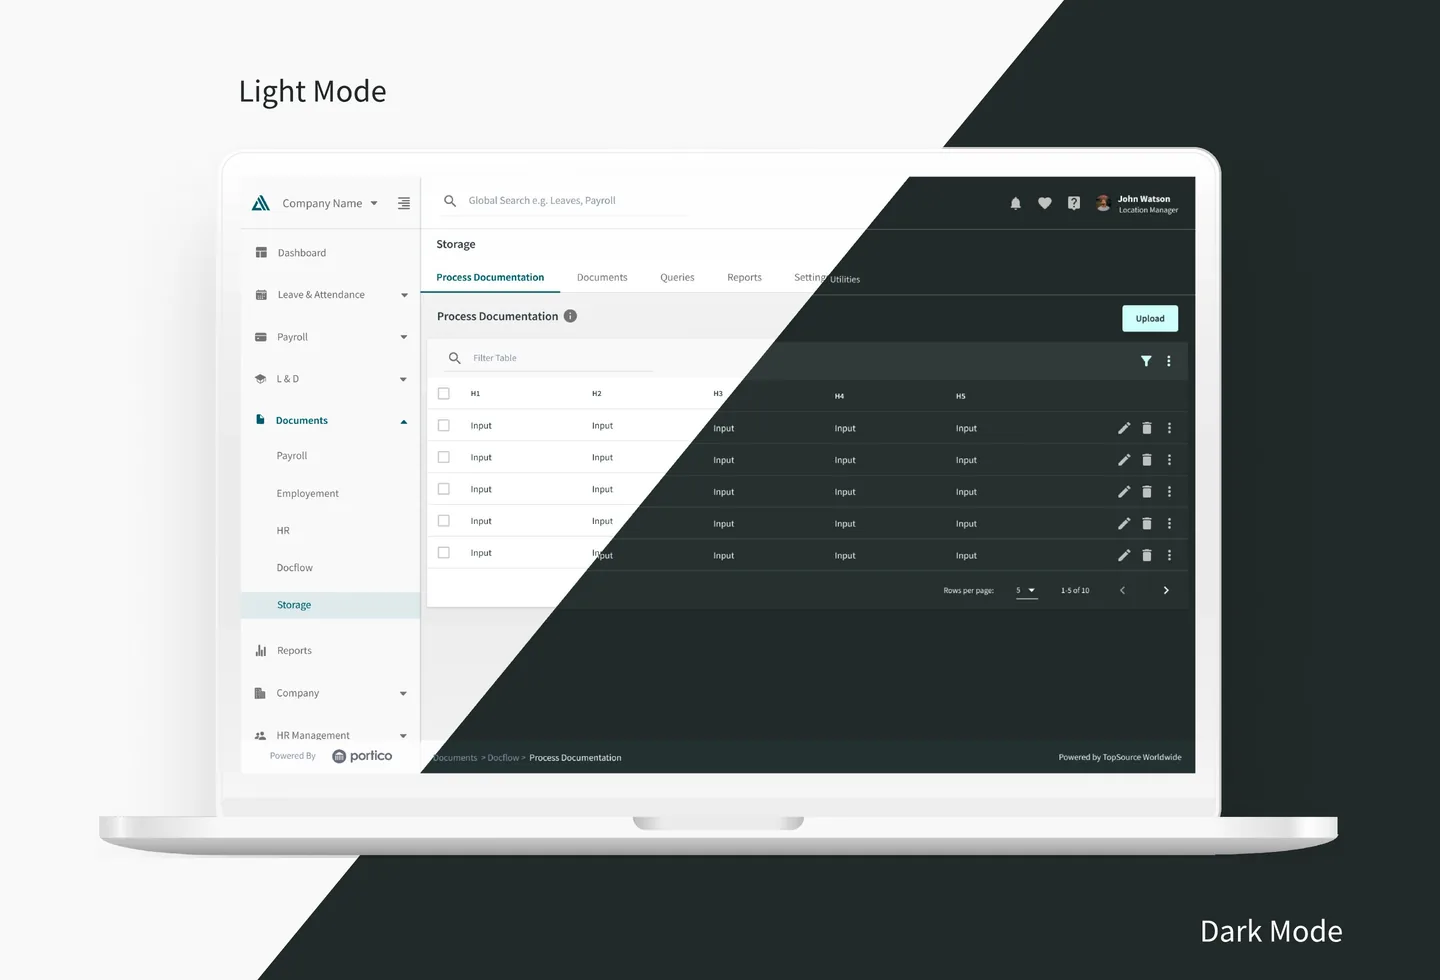 Light Mode
Company Name
Global Search e.g. Leaves, Payroll
John Watson
Location Manager
Dashboard
Leave & Attendance
Payroll
L & D
Documents
Payroll
Employement
HR
Docflow
Storage
Reports
Company
HR Management
Powered By portico
Storage
Process Documentation Documents Queries Reports Setting Utilities
Process Documentation
Upload
Filter Table
H1 H2 H3 H4 H5
Input Input Input Input Input
Input Input Input Input Input
Input Input Input Input Input
Input Input Input Input Input
Input Input Input Input
Rows per page: 5 1-5 of 10
Documents > Docflow > Process Documentation
Powered by TopSource Worldwide
Dark Mode